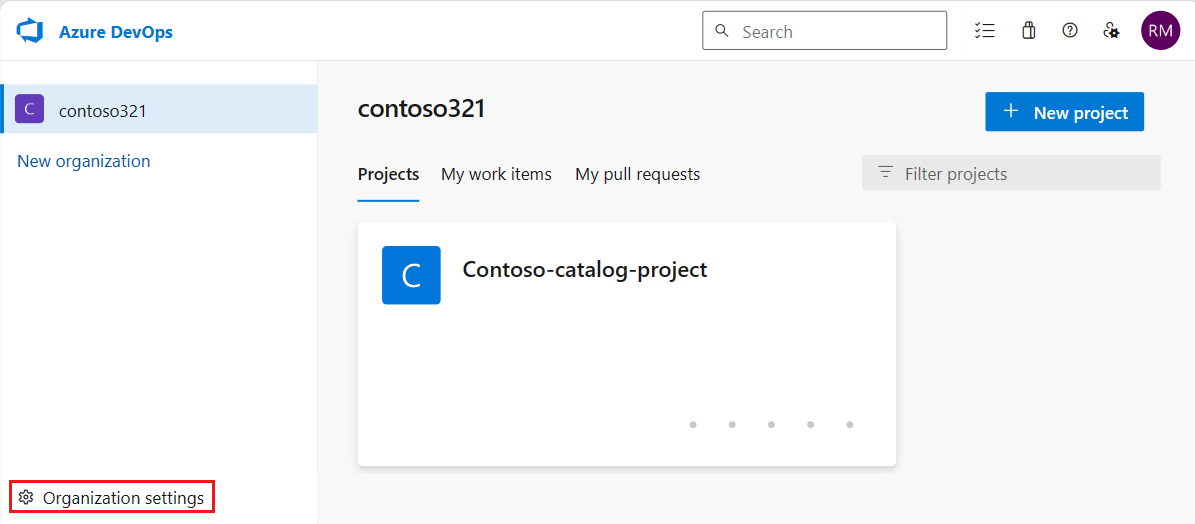 Azure DevOps
Search
RM
C
contoso321
New organization
contoso321
New project
Projects
My work items
My pull requests
Filter projects
C
Contoso-catalog-project
Organization settings